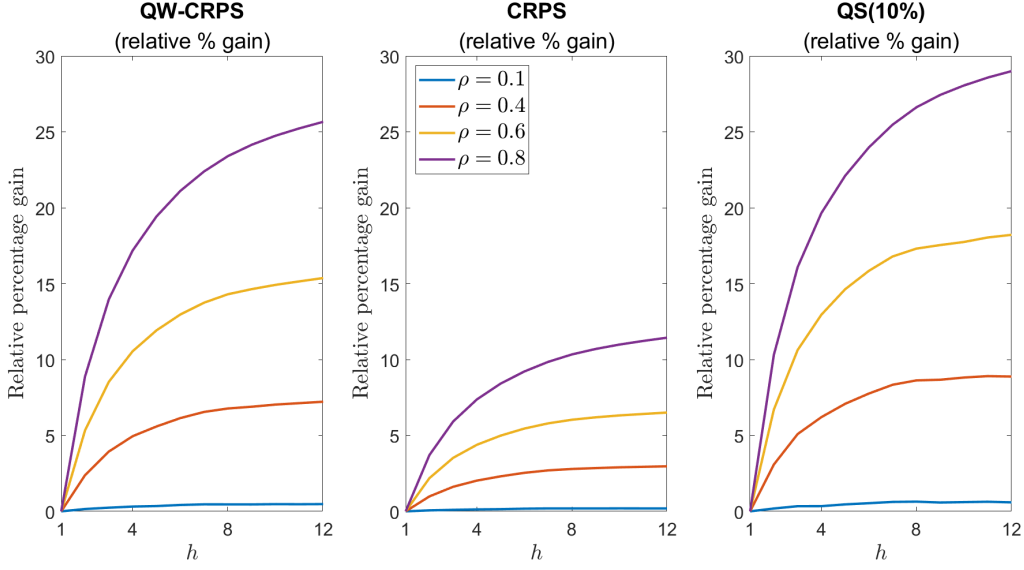 QW-CRPS
(relative % gain)
Relative percentage gain
30
25
20
15
10
5
0
1
4
8
12
h
CRPS
(relative % gain)
Relative percentage gain
30
25
20
15
10
5
0
ρ = 0.1
ρ = 0.4
ρ = 0.6
ρ = 0.8
1
4
8
12
h
QS(10%)
(relative % gain)
Relative percentage gain
30
25
20
15
10
5
0
1
4
8
12
h